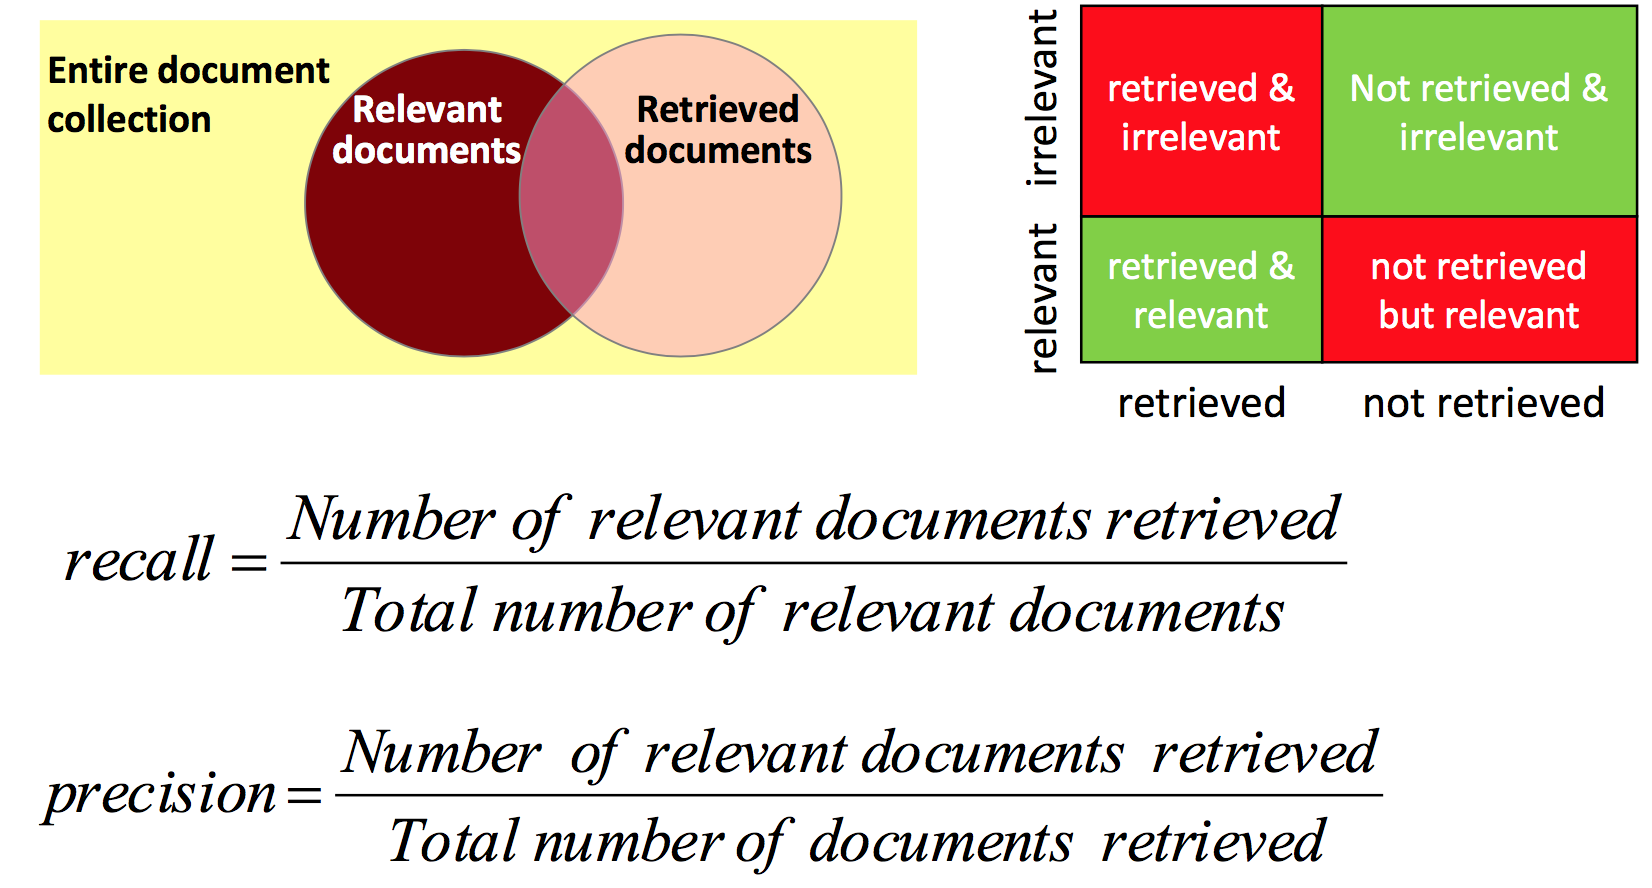 Entire document
collection
Relevant
documents
Retrieved
documents
irrelevant
relevant
retrieved &
irrelevant
Not retrieved &
irrelevant
retrieved &
relevant
not retrieved
but relevant
retrieved
not retrieved
recall =
Number of relevant documents retrieved
Total number of relevant documents
precision =
Number of relevant documents retrieved
Total number of documents retrieved